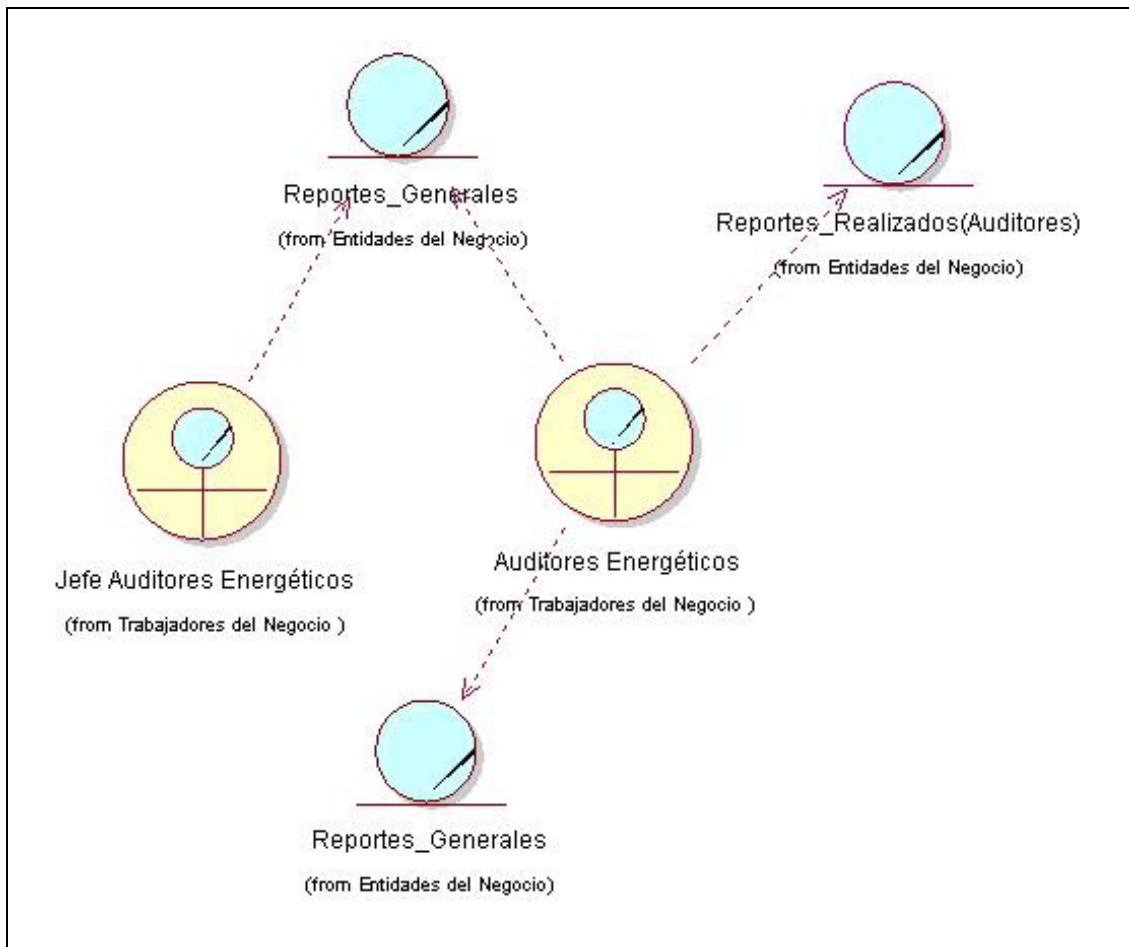 Reportes_Generales
(from Entidades del Negocio)
Reportes_Realizados(Auditores)
(from Entidades del Negocio)
Jefe Auditores Energéticos
(from Trabajadores del Negocio )
Auditores Energéticos
(from Trabajadores del Negocio )
Reportes_Generales
(from Entidades del Negocio)